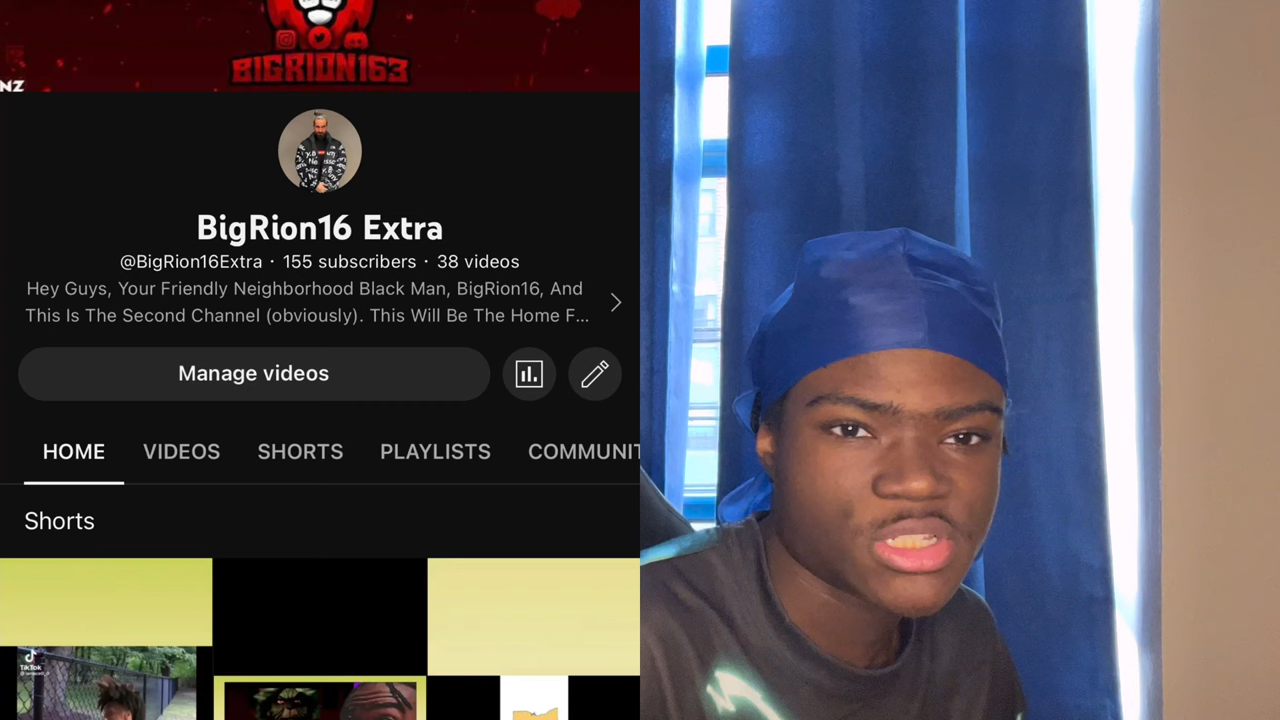 NZ
BIGRION163
BigRion16 Extra
@BigRion16Extra · 155 subscribers · 38 videos
Hey Guys, Your Friendly Neighborhood Black Man, BigRion16, And
This Is The Second Channel (obviously). This Will Be The Home F...
Manage videos
HOME VIDEOS SHORTS PLAYLISTS COMMUNIT
Shorts
TikTok